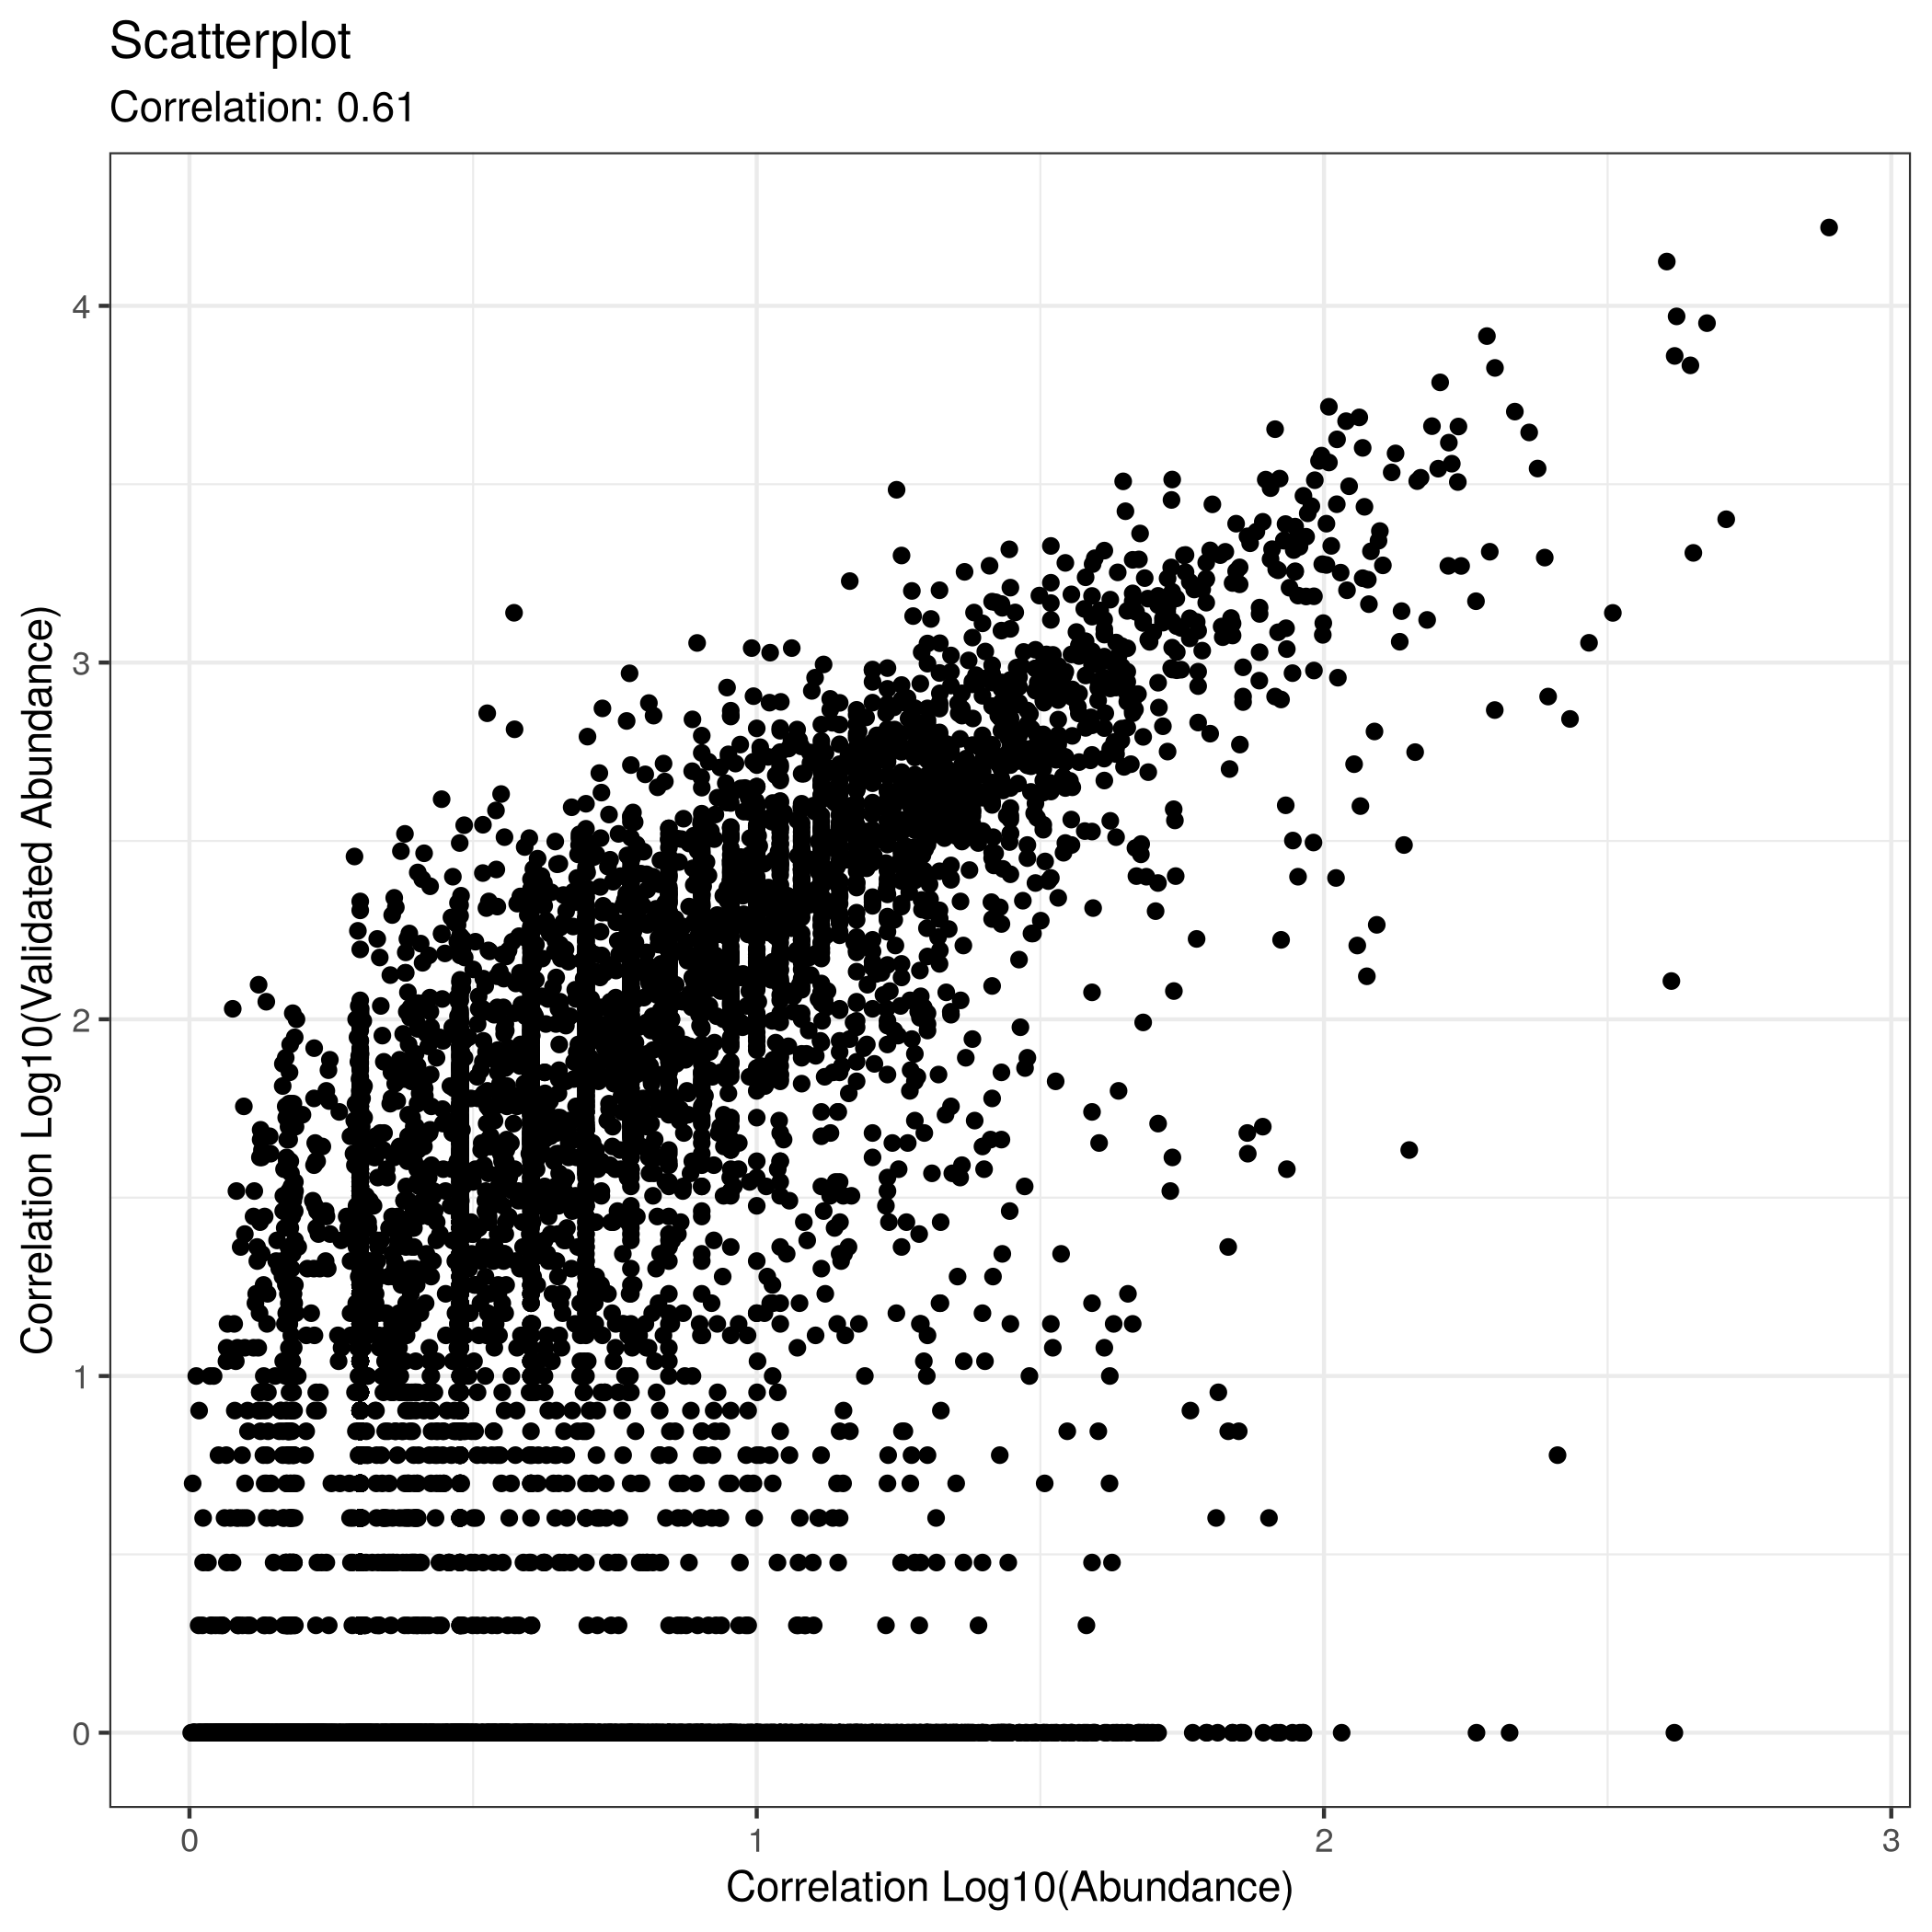 Scatterplot
Correlation: 0.61
Correlation Log10(Validated Abundance)
4
3
2
1
0
0
1
2
3
Correlation Log10(Abundance)